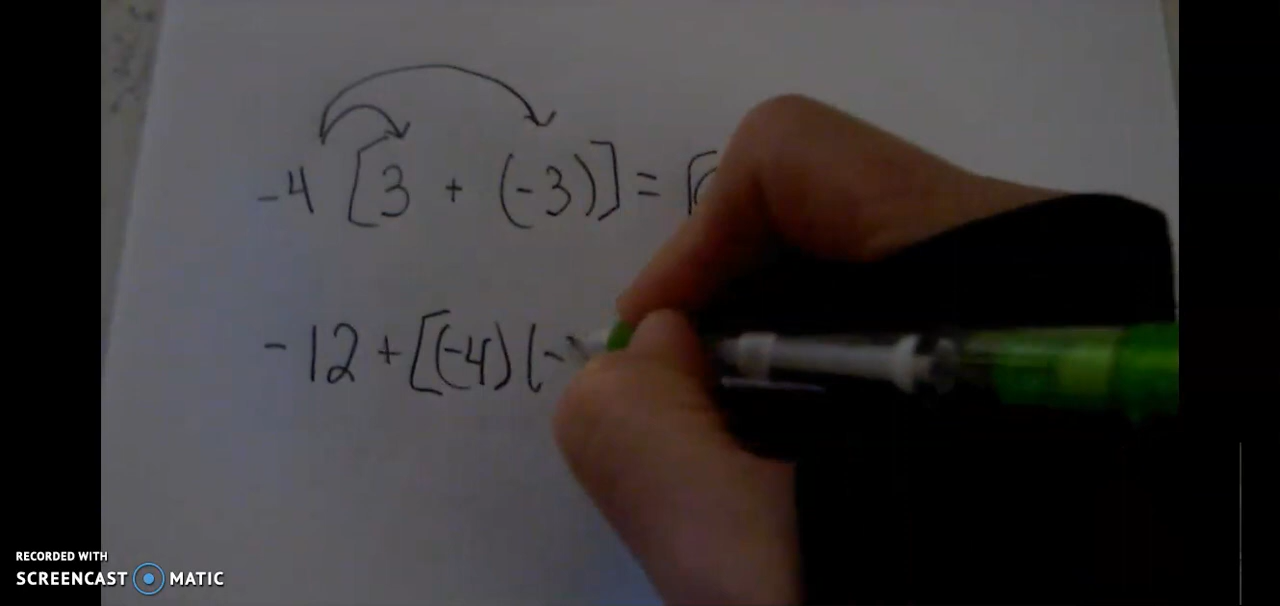 -4 [3 + (-3)] = [
-12 + [(-4)(-
RECORDED WITH
SCREENCAST MATIC